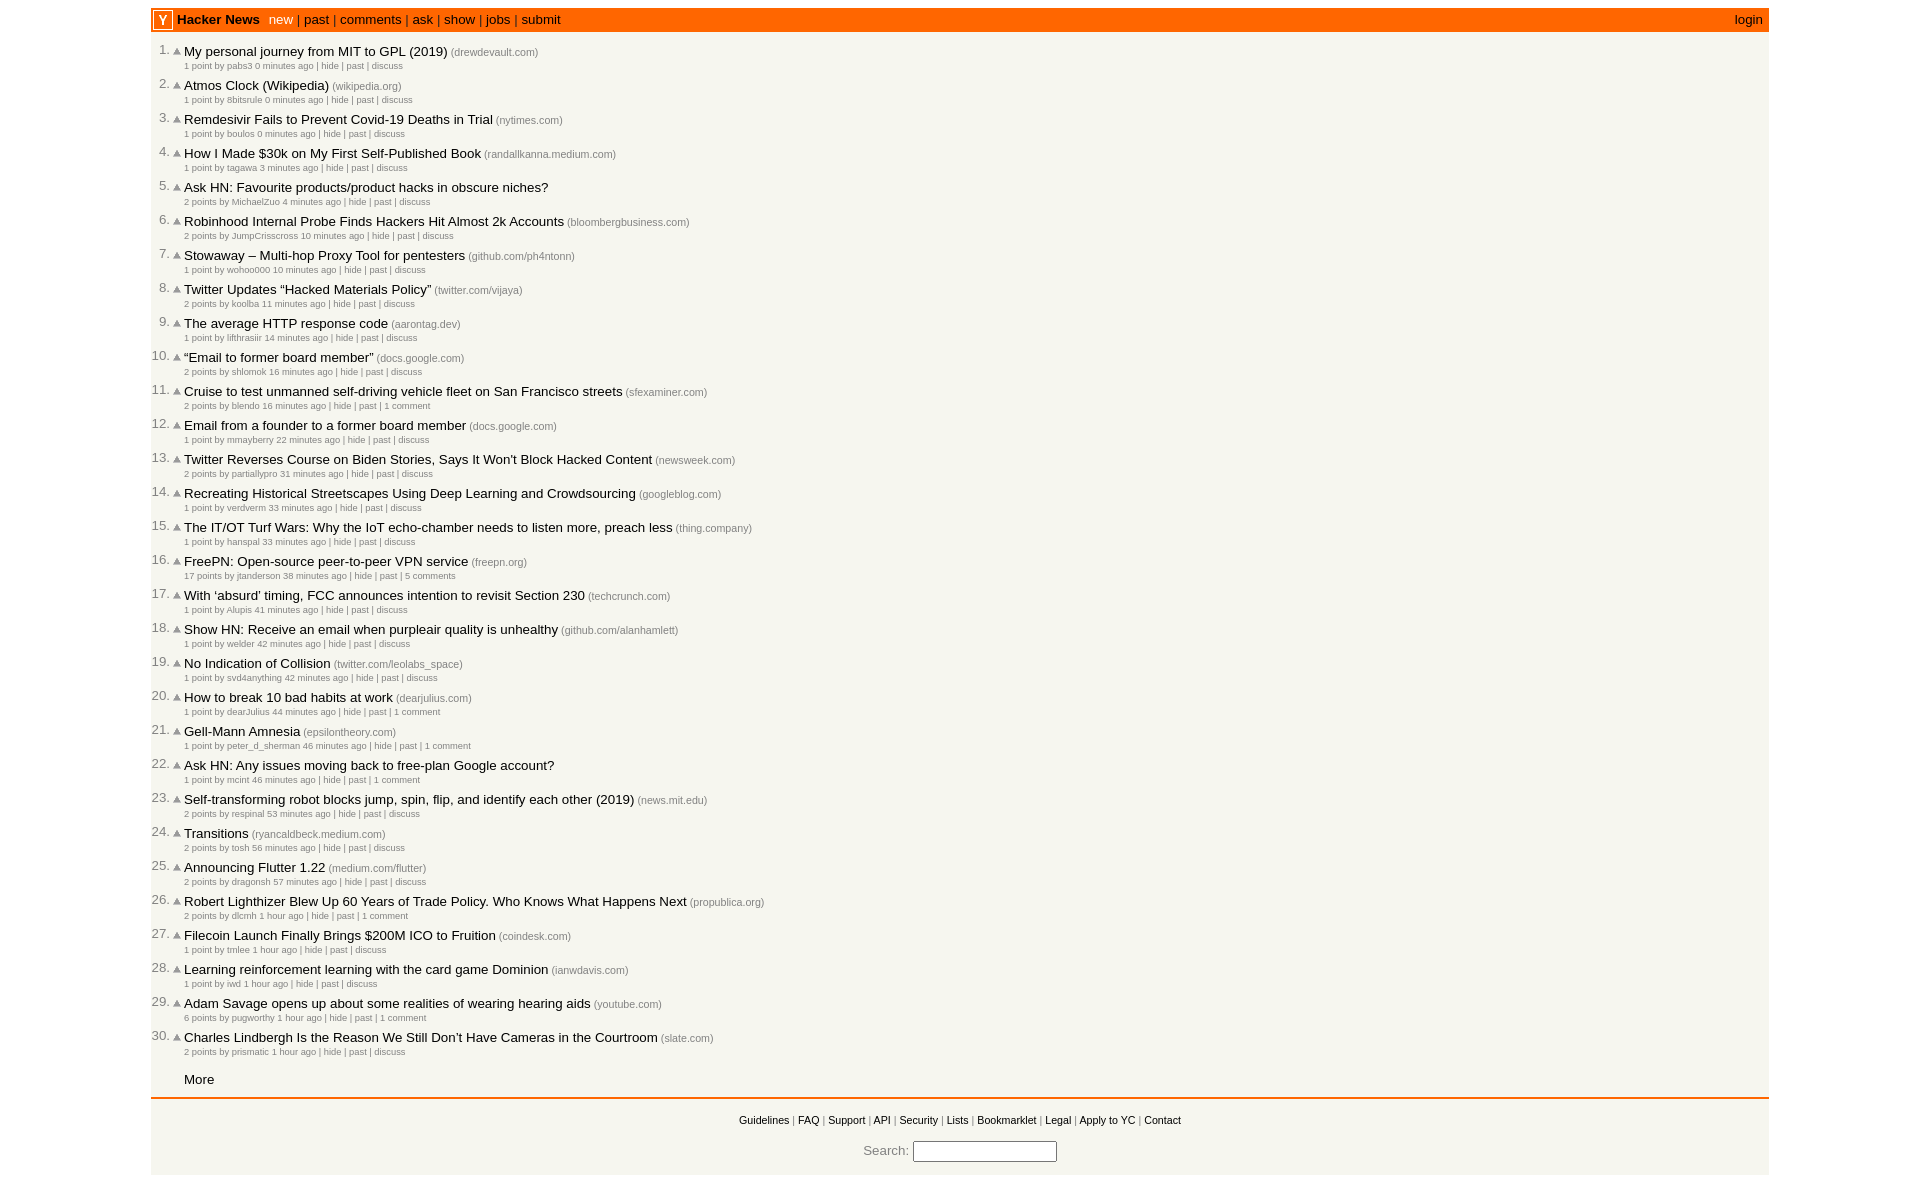 Y Hacker News new | past | comments | ask | show | jobs | submit login
1. My personal journey from MIT to GPL (2019) (drewdevault.com)
1 point by pabs3 0 minutes ago | hide | past | discuss
2. Atmos Clock (Wikipedia) (wikipedia.org)
1 point by 8bitsrule 0 minutes ago | hide | past | discuss
3. Remdesivir Fails to Prevent Covid-19 Deaths in Trial (nytimes.com)
1 point by boulos 0 minutes ago | hide | past | discuss
4. How I Made $30k on My First Self-Published Book (randallkanna.medium.com)
1 point by tagawa 3 minutes ago | hide | past | discuss
5. Ask HN: Favourite products/product hacks in obscure niches?
2 points by MichaelZuo 4 minutes ago | hide | past | discuss
6. Robinhood Internal Probe Finds Hackers Hit Almost 2k Accounts (bloombergbusiness.com)
2 points by JumpCrisscross 10 minutes ago | hide | past | discuss
7. Stowaway – Multi-hop Proxy Tool for pentesters (github.com/ph4ntonn)
1 point by wohoo000 10 minutes ago | hide | past | discuss
8. Twitter Updates “Hacked Materials Policy” (twitter.com/vijaya)
2 points by koolba 11 minutes ago | hide | past | discuss
9. The average HTTP response code (aarontag.dev)
1 point by lifthrasiir 14 minutes ago | hide | past | discuss
10. “Email to former board member” (docs.google.com)
2 points by shlomok 16 minutes ago | hide | past | discuss
11. Cruise to test unmanned self-driving vehicle fleet on San Francisco streets (sfexaminer.com)
2 points by blendo 16 minutes ago | hide | past | 1 comment
12. Email from a founder to a former board member (docs.google.com)
1 point by mmayberry 22 minutes ago | hide | past | discuss
13. Twitter Reverses Course on Biden Stories, Says It Won't Block Hacked Content (newsweek.com)
2 points by partiallypro 31 minutes ago | hide | past | discuss
14. Recreating Historical Streetscapes Using Deep Learning and Crowdsourcing (googleblog.com)
1 point by verdverm 33 minutes ago | hide | past | discuss
15. The IT/OT Turf Wars: Why the IoT echo-chamber needs to listen more, preach less (thing.company)
1 point by hanspal 33 minutes ago | hide | past | discuss
16. FreePN: Open-source peer-to-peer VPN service (freepn.org)
17 points by jtanderson 38 minutes ago | hide | past | 5 comments
17. With ‘absurd’ timing, FCC announces intention to revisit Section 230 (techcrunch.com)
1 point by Alupis 41 minutes ago | hide | past | discuss
18. Show HN: Receive an email when purpleair quality is unhealthy (github.com/alanhamlett)
1 point by welder 42 minutes ago | hide | past | discuss
19. No Indication of Collision (twitter.com/leolabs_space)
1 point by svd4anything 42 minutes ago | hide | past | discuss
20. How to break 10 bad habits at work (dearjulius.com)
1 point by dearJulius 44 minutes ago | hide | past | 1 comment
21. Gell-Mann Amnesia (epsilontheory.com)
1 point by peter_d_sherman 46 minutes ago | hide | past | 1 comment
22. Ask HN: Any issues moving back to free-plan Google account?
1 point by mcint 46 minutes ago | hide | past | 1 comment
23. Self-transforming robot blocks jump, spin, flip, and identify each other (2019) (news.mit.edu)
2 points by respinal 53 minutes ago | hide | past | discuss
24. Transitions (ryancaldbeck.medium.com)
2 points by tosh 56 minutes ago | hide | past | discuss
25. Announcing Flutter 1.22 (medium.com/flutter)
2 points by dragonsh 57 minutes ago | hide | past | discuss
26. Robert Lighthizer Blew Up 60 Years of Trade Policy. Who Knows What Happens Next (propublica.org)
2 points by dlcmh 1 hour ago | hide | past | 1 comment
27. Filecoin Launch Finally Brings $200M ICO to Fruition (coindesk.com)
1 point by tmlee 1 hour ago | hide | past | discuss
28. Learning reinforcement learning with the card game Dominion (ianwdavis.com)
1 point by iwd 1 hour ago | hide | past | discuss
29. Adam Savage opens up about some realities of wearing hearing aids (youtube.com)
6 points by pugworthy 1 hour ago | hide | past | 1 comment
30. Charles Lindbergh Is the Reason We Still Don’t Have Cameras in the Courtroom (slate.com)
2 points by prismatic 1 hour ago | hide | past | discuss
More
Guidelines | FAQ | Support | API | Security | Lists | Bookmarklet | Legal | Apply to YC | Contact
Search: